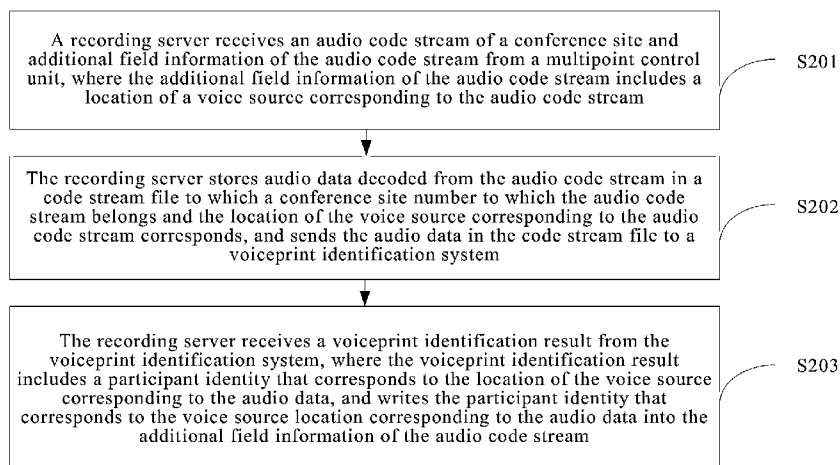 A recording server receives an audio code stream of a conference site and
additional field information of the audio code stream from a multipoint control
unit, where the additional field information of the audio code stream includes a
location of a voice source corresponding to the audio code stream
S201
The recording server stores audio data decoded from the audio code stream in a
code stream file to which a conference site number to which the audio code
stream belongs and the location of the voice source corresponding to the audio
code stream corresponds, and sends the audio data in the code stream file to a
voiceprint identification system
S202
The recording server receives a voiceprint identification result from the
voiceprint identification system, where the voiceprint identification result
includes a participant identity that corresponds to the location of the voice source
corresponding to the audio data, and writes the participant identity that
corresponds to the voice source location corresponding to the audio data into the
additional field information of the audio code stream
S203